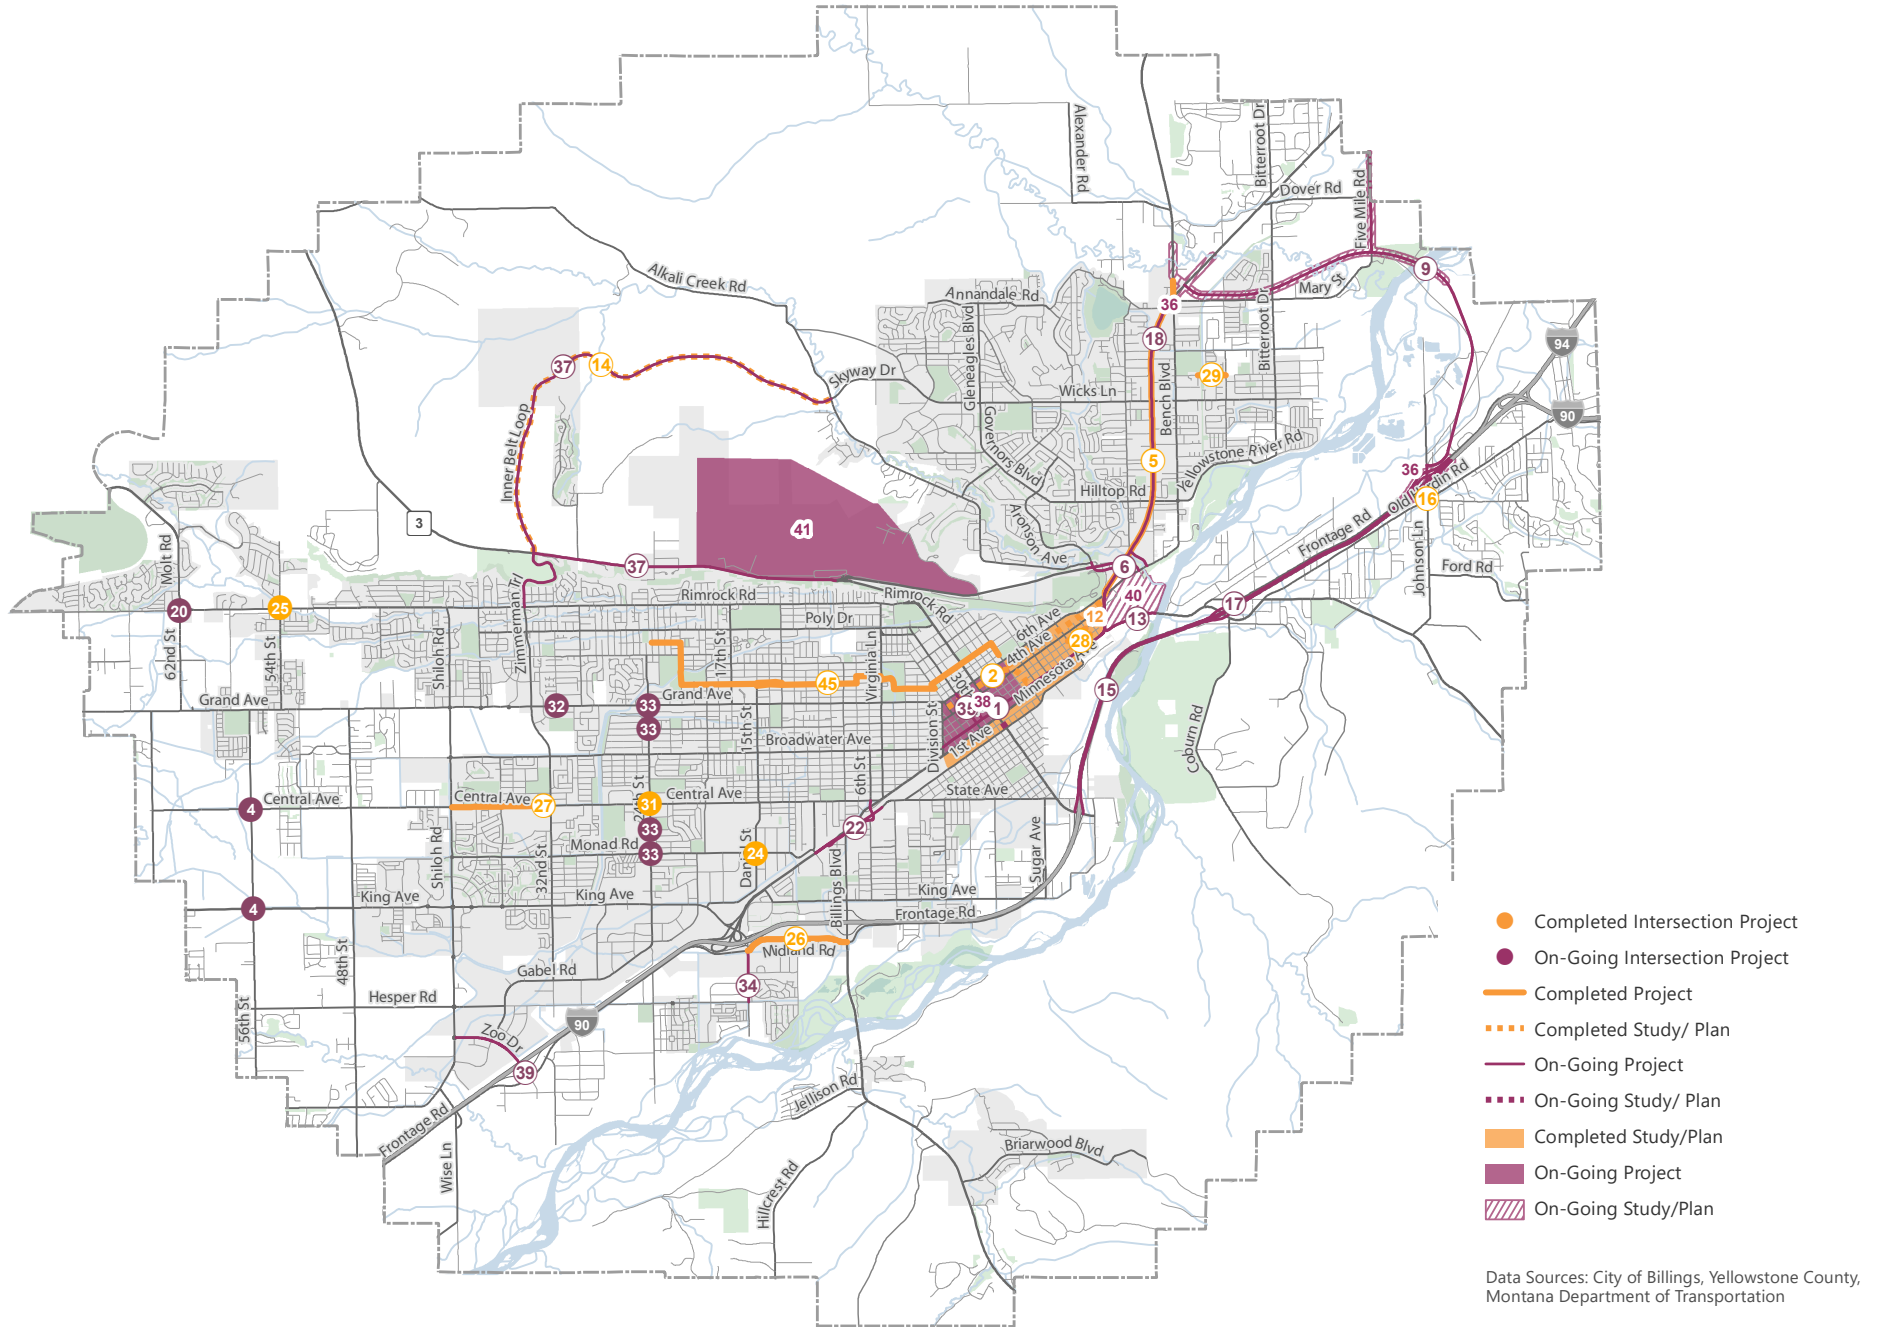 Alexander Rd
Bitterroot Dr
Dover Rd
Five Mile Rd
9
Mary St
Bitterroot Dr
Alkali Creek Rd
Annandale Rd
36
18
Gleneagles Blvd
94
37
14
Skyway Dr
Wicks Ln
Bench Blvd
29
90
Inner Belt Loop
Governors Blvd
5
Yellowstone River Rd
Hilltop Rd
36
Old Hardin Rd
16
3
41
Aronson Ave
Frontage Rd
Johnson Ln
Molt Rd
37
6
Ford Rd
Zimmerman Trl
Rimrock Rd
Rimrock Rd
40
20
25
Poly Dr
6th Ave
12
13
17
62nd St
54th St
Shiloh Rd
17th St
Virginia Ln
4th Ave
28
Minnesota Ave
Grand Ave
Grand Ave
45
2
15
32
33
33
35
38
1
15th St
Broadwater Ave
Division St
1st Ave
Coburn Rd
6th St
State Ave
4
Central Ave
Central Ave
27
31
Central Ave
22
33
Monad Rd
33
24
Shiloh Rd
32nd St
Billings Blvd
Sugar Ave
4
King Ave
King Ave
King Ave
Frontage Rd
26
Midland Rd
48th St
Gabel Rd
34
Hesper Rd
56th St
Zoo Dr
90
39
Jellison Rd
Frontage Rd
Wise Ln
Hillcrest Rd
Briarwood Blvd
Completed Intersection Project
On-Going Intersection Project
Completed Project
Completed Study/ Plan
On-Going Project
On-Going Study/ Plan
Completed Study/Plan
On-Going Project
On-Going Study/Plan
Data Sources: City of Billings, Yellowstone County,
Montana Department of Transportation